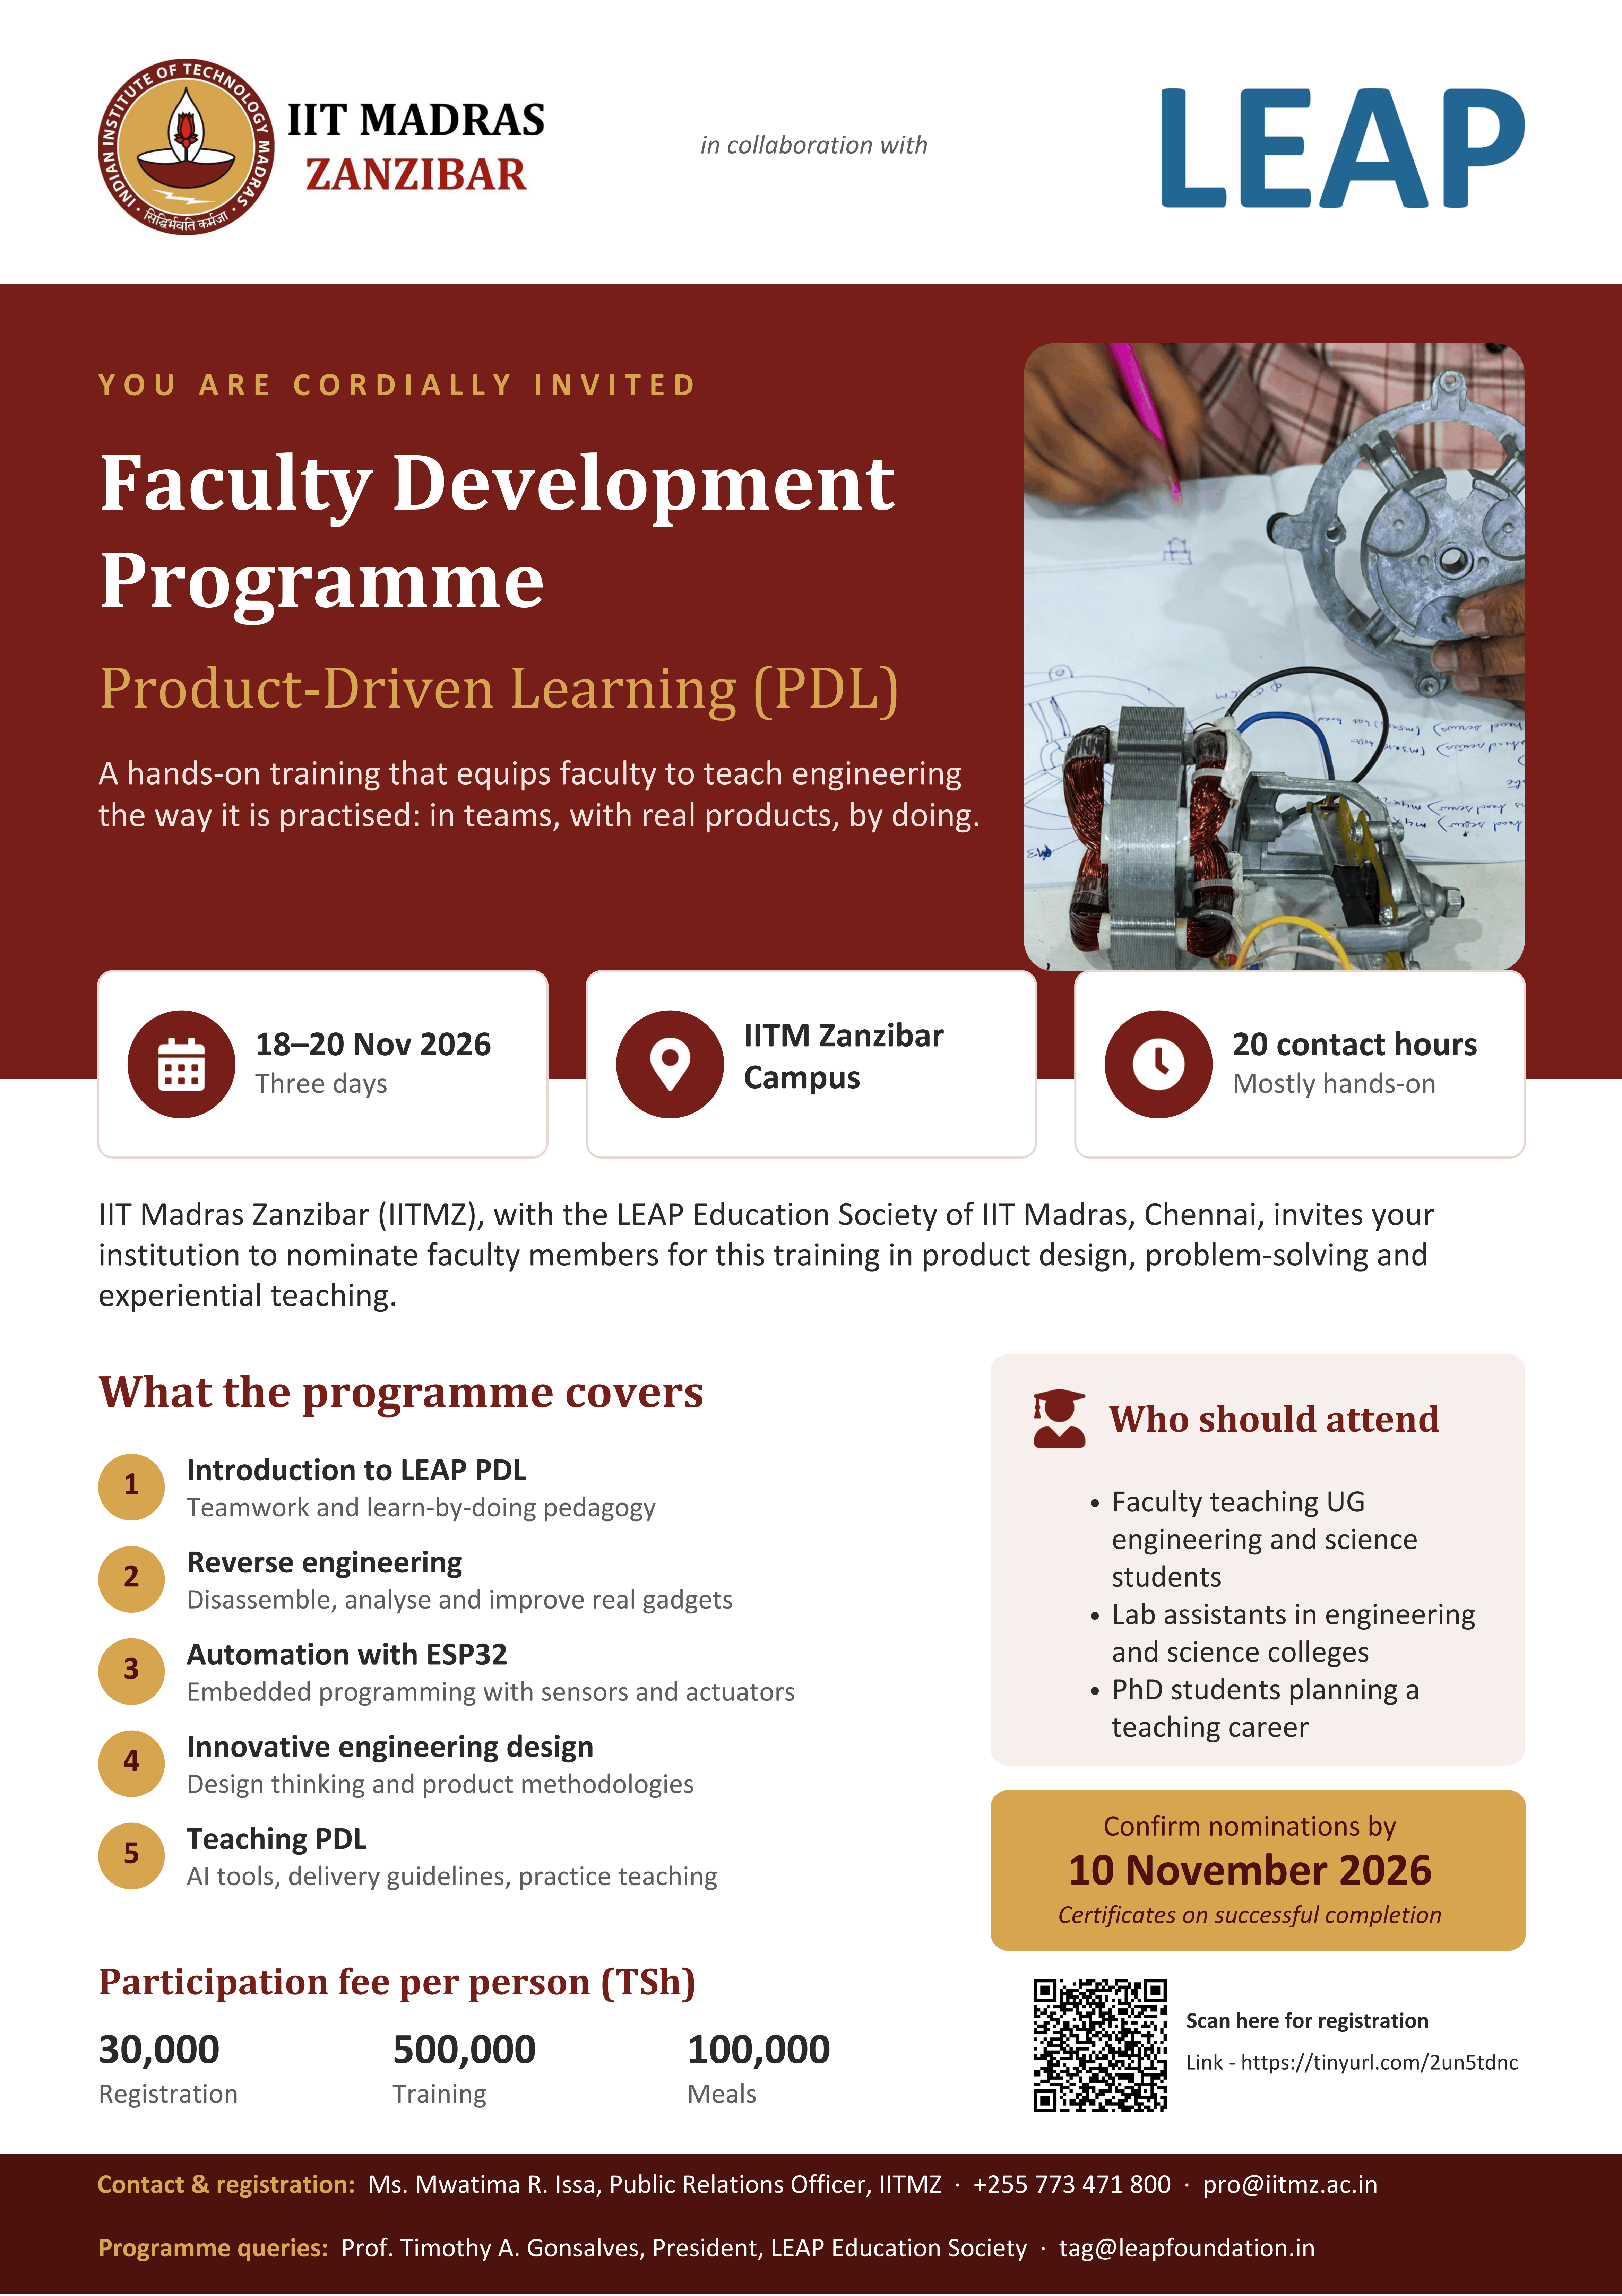 INDIAN INSTITUTE OF TECHNOLOGY MADRAS
सिद्धिर्भवति कर्मजा
IIT MADRAS
ZANZIBAR
in collaboration with
LEAP
YOU ARE CORDIALLY INVITED
Faculty Development
Programme
Product-Driven Learning (PDL)
A hands-on training that equips faculty to teach engineering
the way it is practised: in teams, with real products, by doing.
18–20 Nov 2026
Three days
IITM Zanzibar
Campus
20 contact hours
Mostly hands-on
IIT Madras Zanzibar (IITMZ), with the LEAP Education Society of IIT Madras, Chennai, invites your
institution to nominate faculty members for this training in product design, problem-solving and
experiential teaching.
What the programme covers
1
Introduction to LEAP PDL
Teamwork and learn-by-doing pedagogy
2
Reverse engineering
Disassemble, analyse and improve real gadgets
3
Automation with ESP32
Embedded programming with sensors and actuators
4
Innovative engineering design
Design thinking and product methodologies
5
Teaching PDL
AI tools, delivery guidelines, practice teaching
Who should attend
• Faculty teaching UG
engineering and science
students
• Lab assistants in engineering
and science colleges
• PhD students planning a
teaching career
Confirm nominations by
10 November 2026
Certificates on successful completion
Participation fee per person (TSh)
30,000
Registration
500,000
Training
100,000
Meals
Scan here for registration
Link - https://tinyurl.com/2un5tdnc
Contact & registration: Ms. Mwatima R. Issa, Public Relations Officer, IITMZ · +255 773 471 800 · pro@iitmz.ac.in
Programme queries: Prof. Timothy A. Gonsalves, President, LEAP Education Society · tag@leapfoundation.in